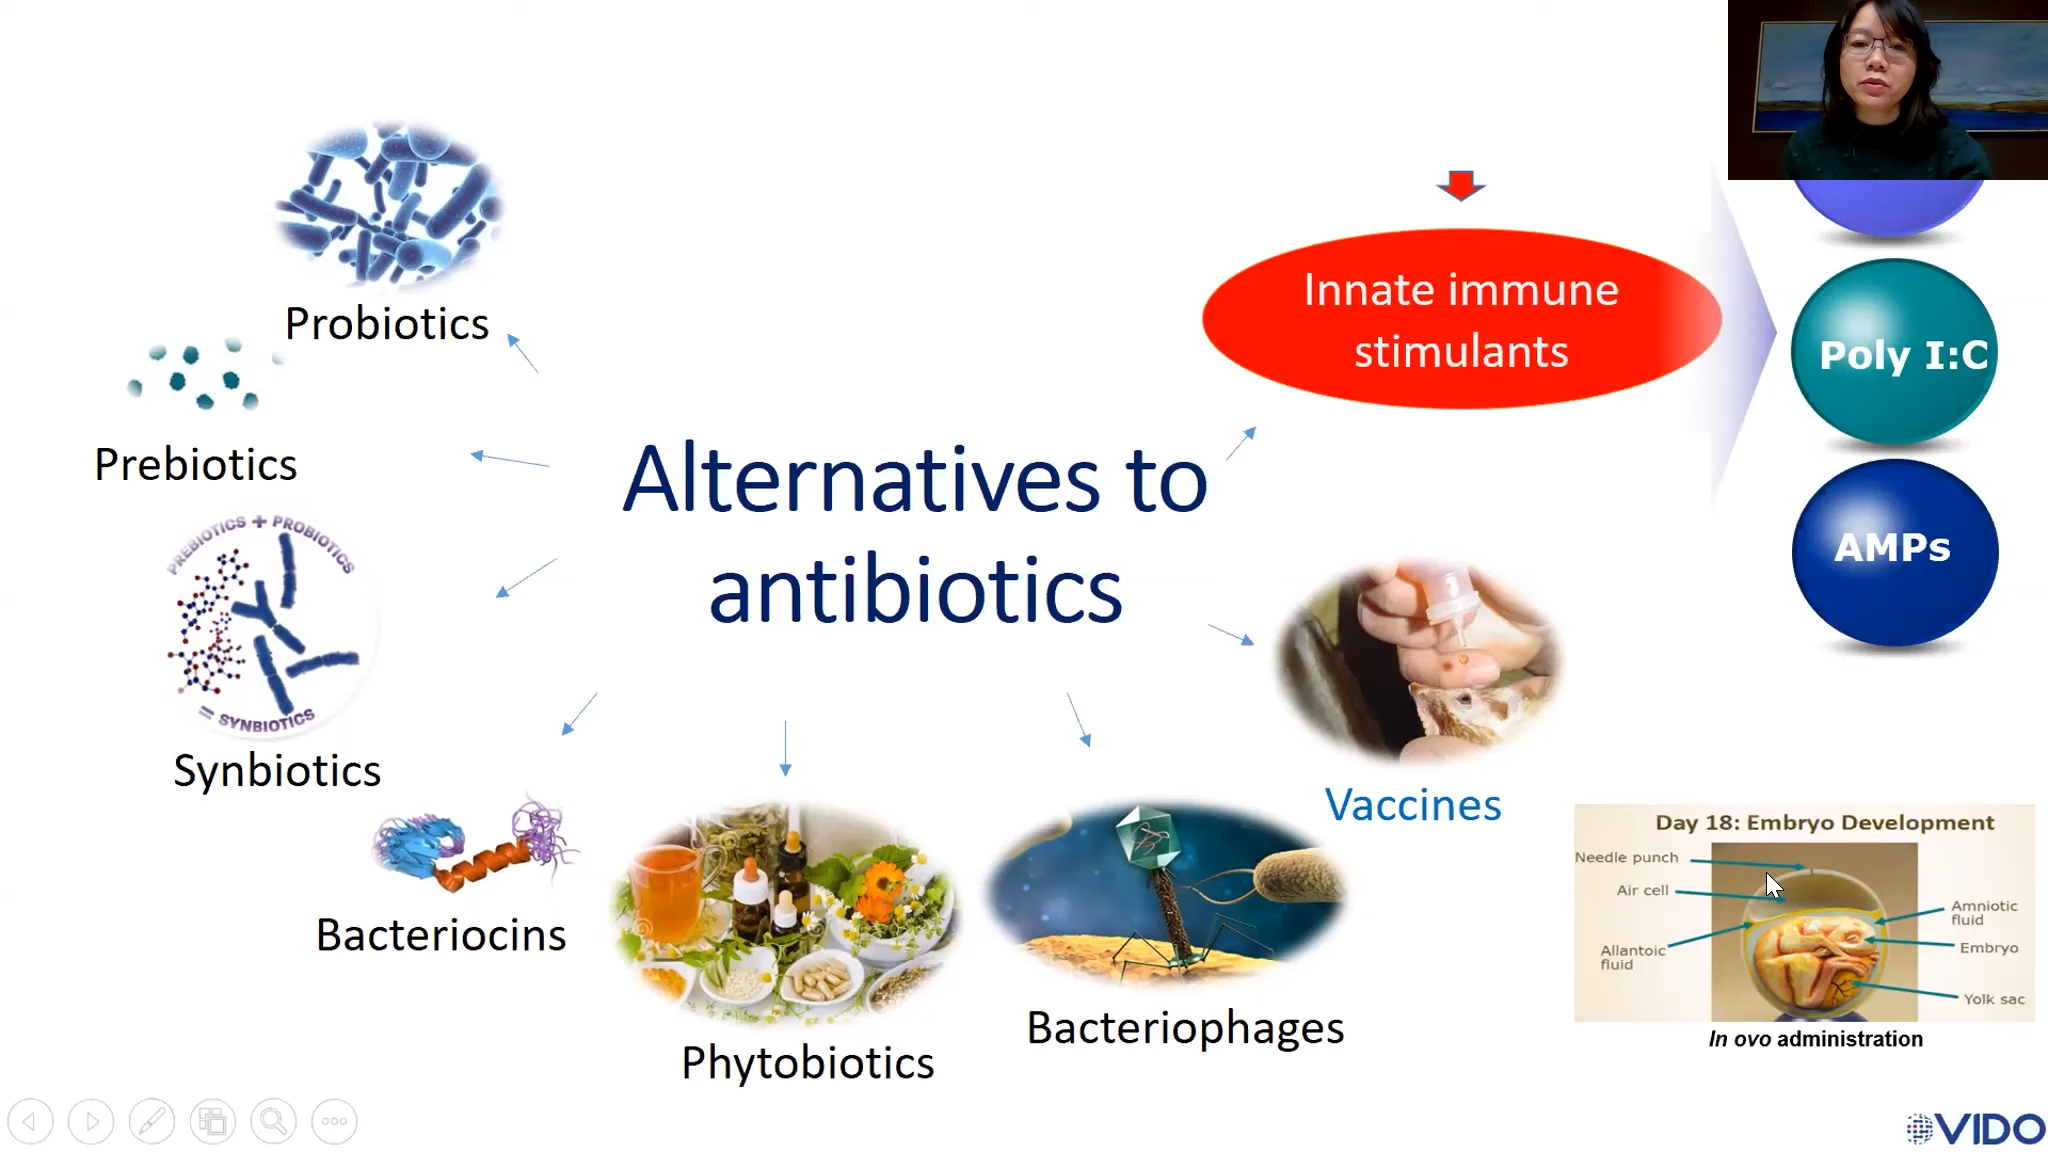 Probiotics
Prebiotics
PREBIOTICS + PROBIOTICS
= SYNBIOTICS
Synbiotics
Bacteriocins
Phytobiotics
Bacteriophages
Alternatives to
antibiotics
Innate immune
stimulants
Poly I:C
AMPs
Vaccines
Day 18: Embryo Development
Needle punch
Air cell
Allantoic
fluid
Amniotic
fluid
Embryo
Yolk sac
In ovo administration
VIDO